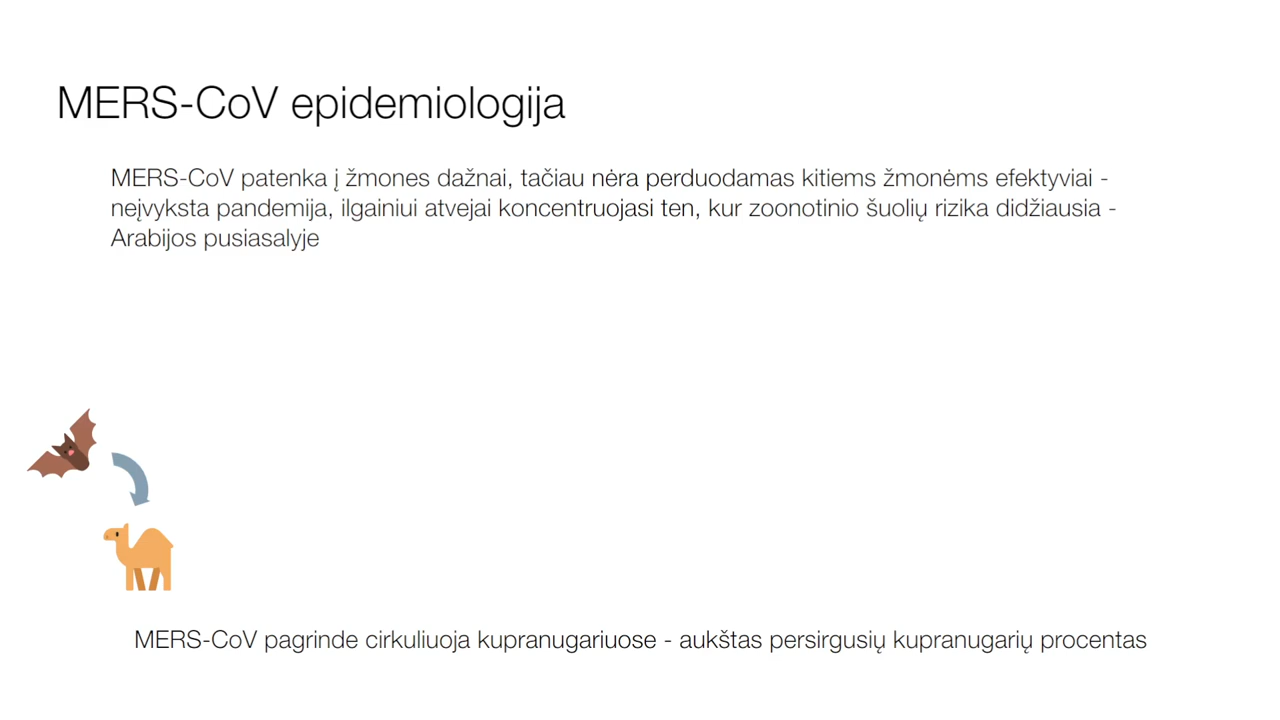 MERS-CoV epidemiologija
MERS-CoV patenka į žmones dažnai, tačiau nėra perduodamas kitiems žmonėms efektyviai -
neįvyksta pandemija, ilgainiui atvejai koncentruojasi ten, kur zoonotinio šuolių rizika didžiausia -
Arabijos pusiasalyje
MERS-CoV pagrinde cirkuliuoja kupranugariuose - aukštas persirgusių kupranugarių procentas